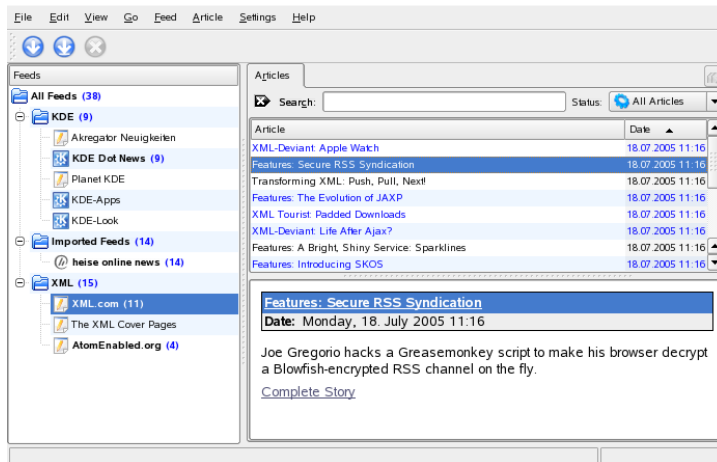 File Edit View Go Feed Article Settings Help
Feeds
All Feeds (38)
KDE (9)
Akregator Neuigkeiten
KDE Dot News (9)
Planet KDE
KDE-Apps
KDE-Look
Imported Feeds (14)
heise online news (14)
XML (15)
XML.com (11)
The XML Cover Pages
AtomEnabled.org (4)
Articles
Search: Status: All Articles
Article Date
XML-Deviant: Apple Watch 18.07.2005 11:16
Features: Secure RSS Syndication 18.07.2005 11:16
Transforming XML: Push, Pull, Next! 18.07.2005 11:16
Features: The Evolution of JAXP 18.07.2005 11:16
XML Tourist: Padded Downloads 18.07.2005 11:16
XML-Deviant: Life After Ajax? 18.07.2005 11:16
Features: A Bright, Shiny Service: Sparklines 18.07.2005 11:16
Features: Introducing SKOS 18.07.2005 11:16
Features: Secure RSS Syndication
Date: Monday, 18. July 2005 11:16
Joe Gregorio hacks a Greasemonkey script to make his browser decrypt
a Blowfish-encrypted RSS channel on the fly.
Complete Story